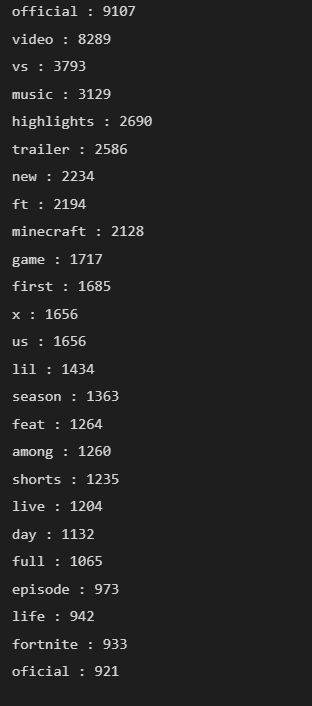 official : 9107
video : 8289
vs : 3793
music : 3129
highlights : 2690
trailer : 2586
new : 2234
ft : 2194
minecraft : 2128
game : 1717
first : 1685
x : 1656
us : 1656
lil : 1434
season : 1363
feat : 1264
among : 1260
shorts : 1235
live : 1204
day : 1132
full : 1065
episode : 973
life : 942
fortnite : 933
oficial : 921